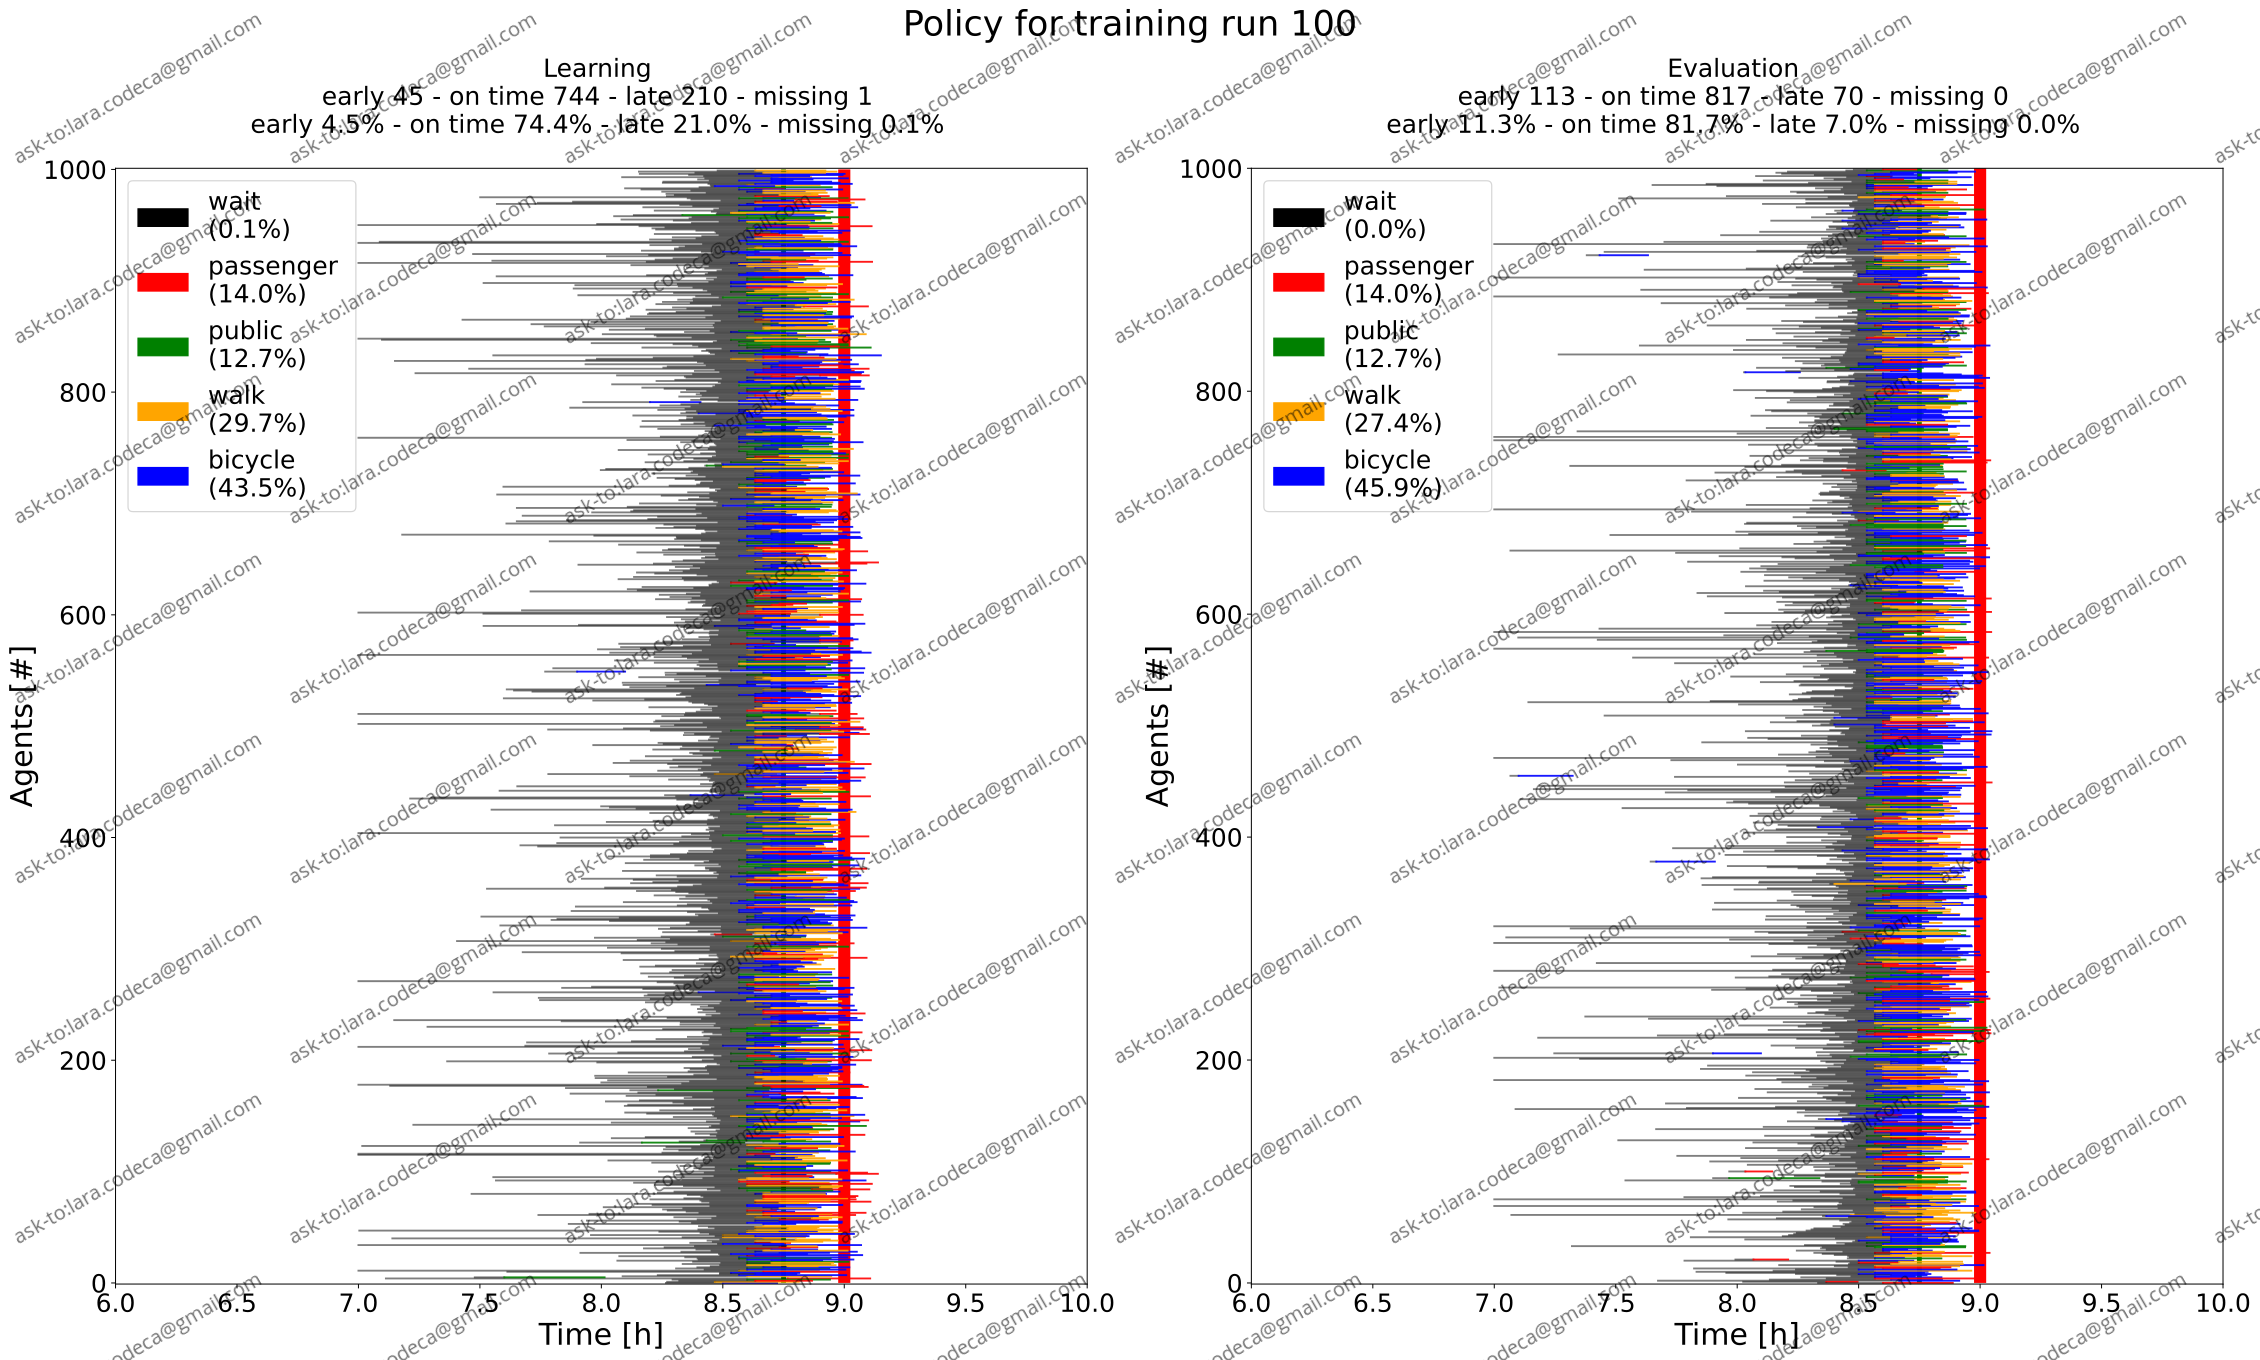 Policy for training run 100
Learning
early 45 - on time 744 - late 210 - missing 1
early 4.5% - on time 74.4% - late 21.0% - missing 0.1%
1000
800
600
400
200
0
Agents [#]
wait
(0.1%)
passenger
(14.0%)
public
(12.7%)
walk
(29.7%)
bicycle
(43.5%)
6.0 6.5 7.0 7.5 8.0 8.5 9.0 9.5 10.0
Time [h]
Evaluation
early 113 - on time 817 - late 70 - missing 0
early 11.3% - on time 81.7% - late 7.0% - missing 0.0%
1000
800
600
400
200
0
Agents [#]
wait
(0.0%)
passenger
(14.0%)
public
(12.7%)
walk
(27.4%)
bicycle
(45.9%)
6.0 6.5 7.0 7.5 8.0 8.5 9.0 9.5 10.0
Time [h]
ask-to:lara.codeca@gmail.com